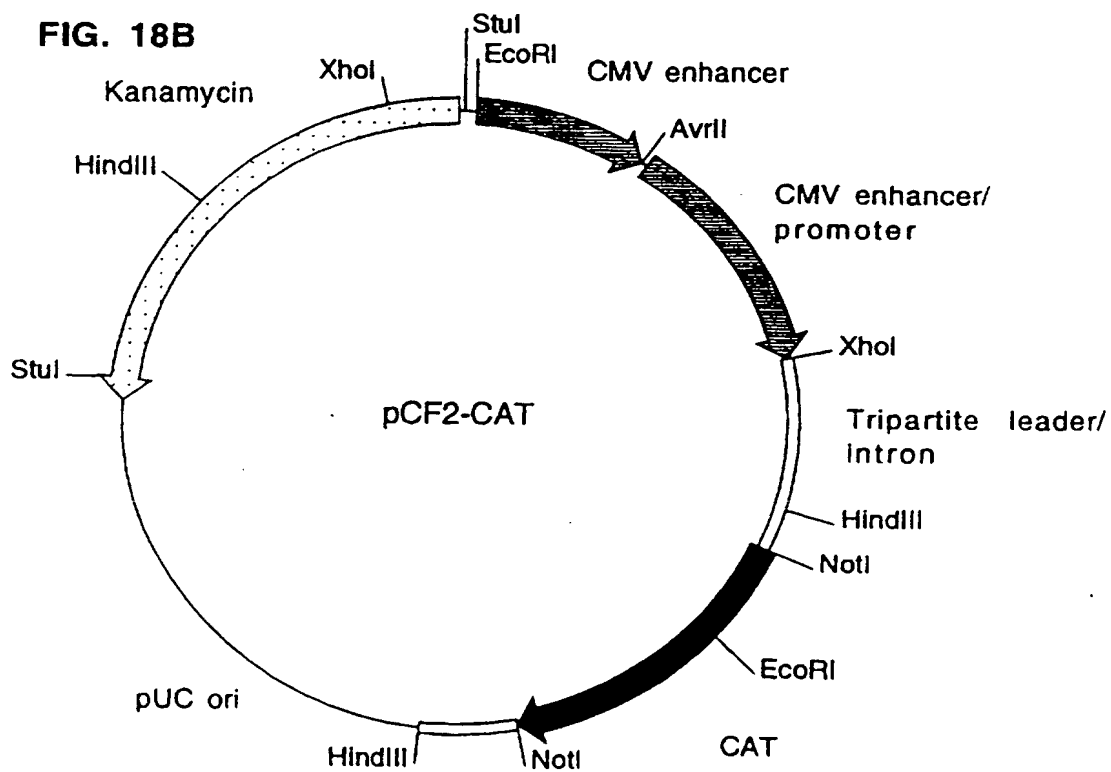 FIG. 18B
StuI
EcoRI
XhoI
CMV enhancer
Kanamycin
AvrII
HindIII
CMV enhancer/
promoter
XhoI
StuI
pCF2-CAT
Tripartite leader/
intron
HindIII
NotI
EcoRI
pUC ori
CAT
HindIII
NotI